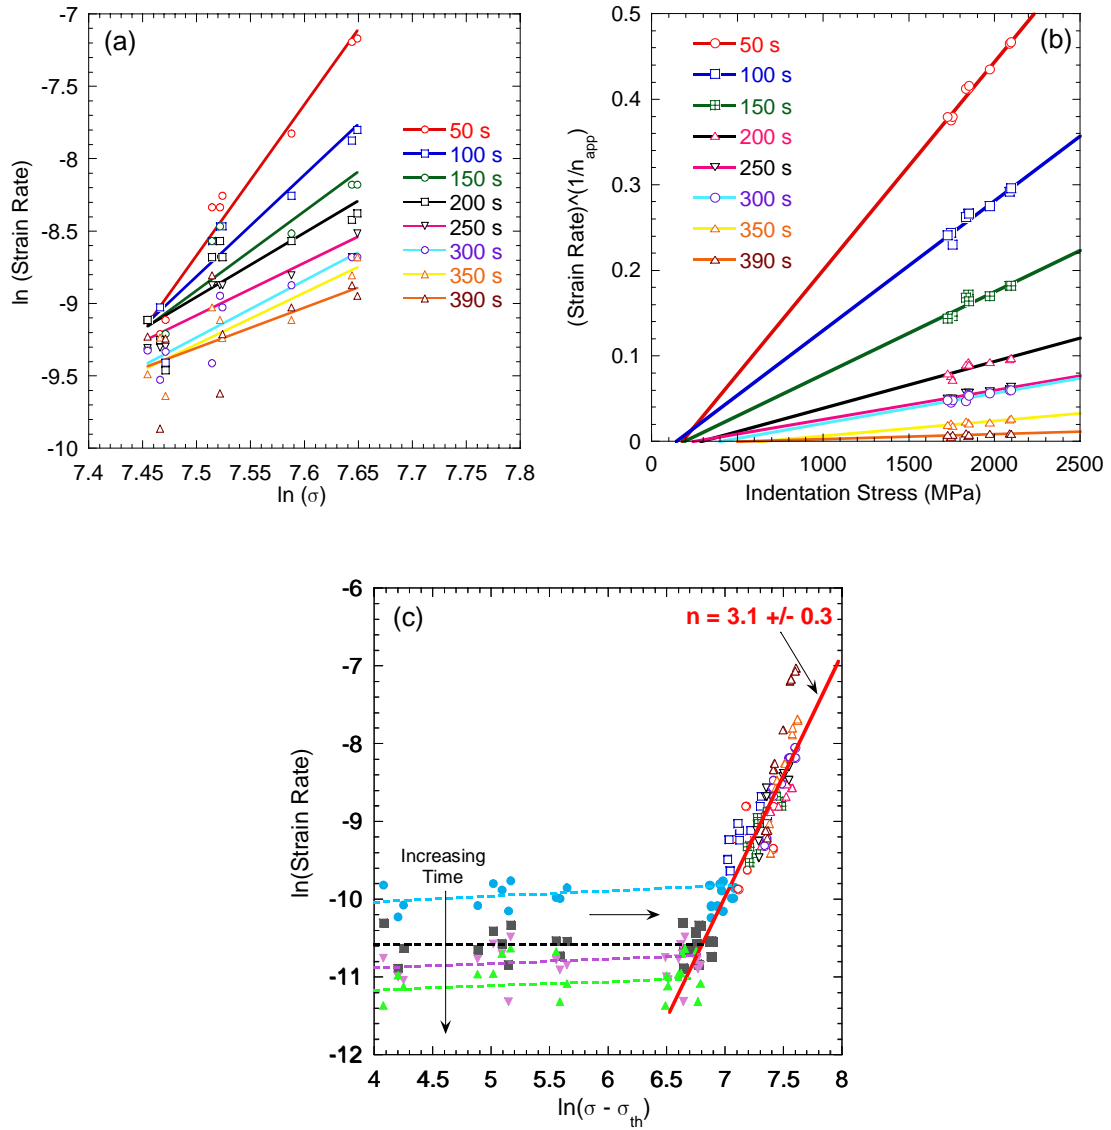 (a)
-7
-7.5
-8
-8.5
-9
-9.5
-10
7.4 7.45 7.5 7.55 7.6 7.65 7.7 7.75 7.8
ln (σ)
ln (Strain Rate)
50 s
100 s
150 s
200 s
250 s
300 s
350 s
390 s
(b)
0.5
0.4
0.3
0.2
0.1
0
0 500 1000 1500 2000 2500
Indentation Stress (MPa)
(Strain Rate)^(1/n_app)
50 s
100 s
150 s
200 s
250 s
300 s
350 s
390 s
(c)
n = 3.1 +/- 0.3
-6
-7
-8
-9
-10
-11
-12
Increasing
Time
4 4.5 5 5.5 6 6.5 7 7.5 8
ln(σ - σ_th)
ln(Strain Rate)